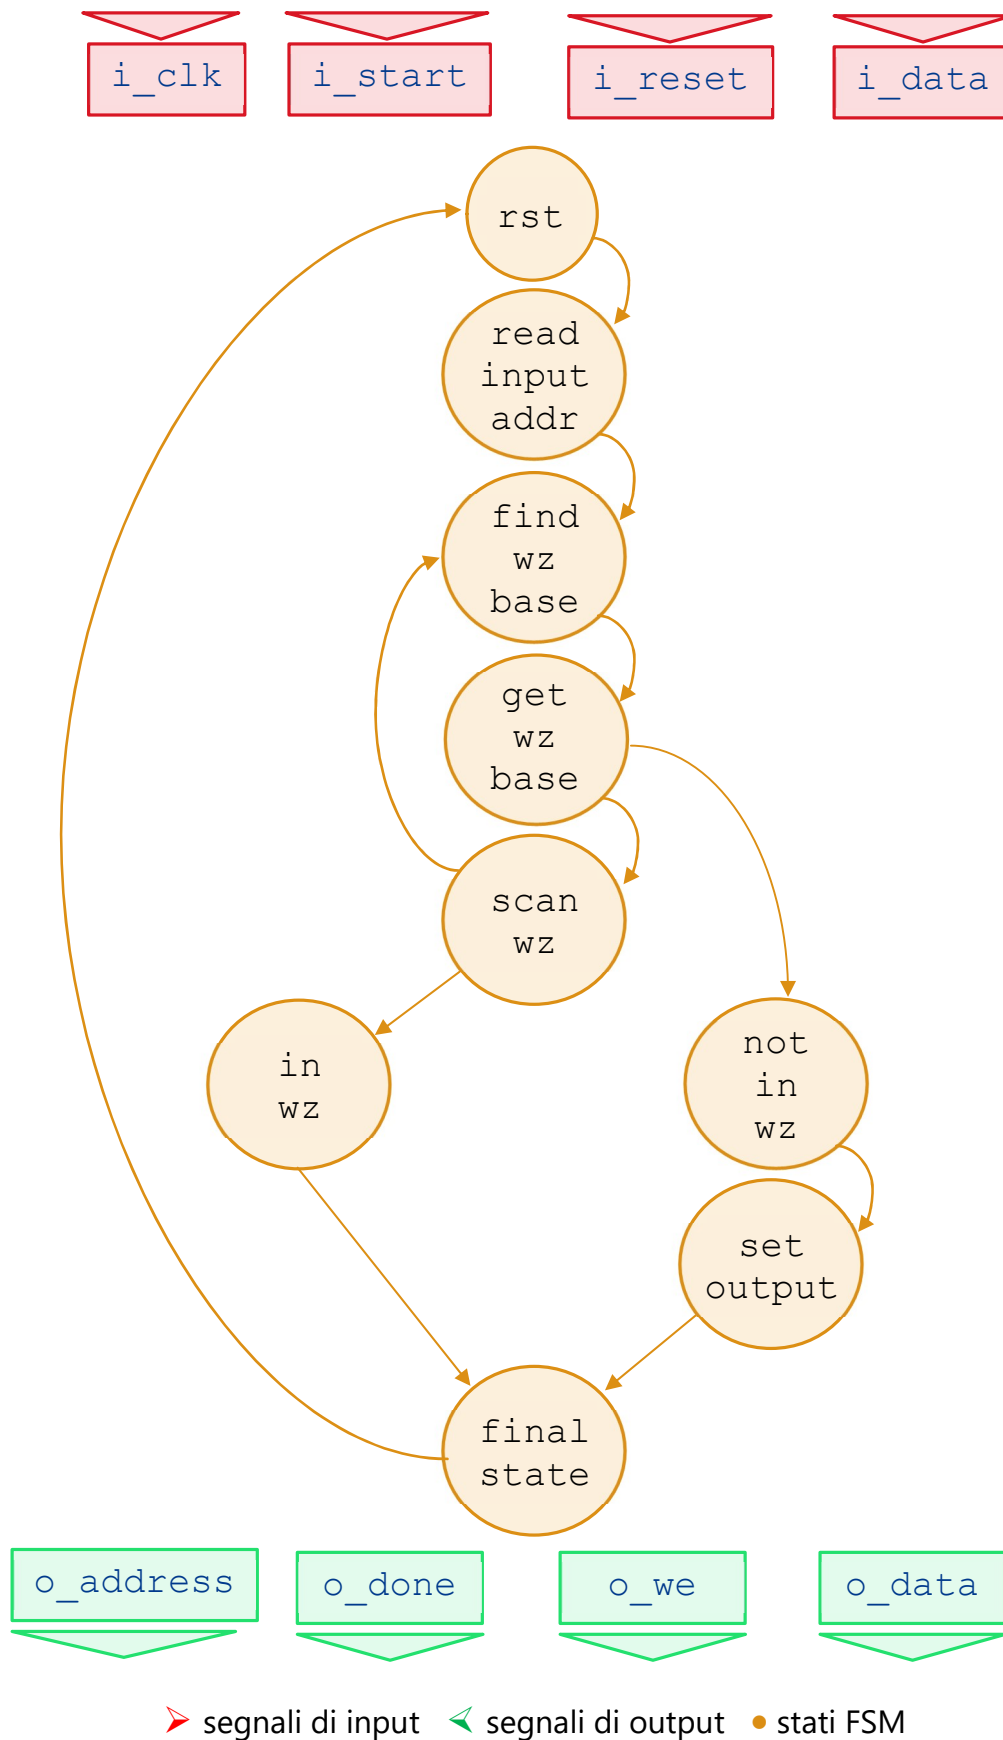 i_clk i_start i_reset i_data
rst
read
input
addr
find
wz
base
get
wz
base
scan
wz
in
wz
not
in
wz
set
output
final
state
o_address o_done o_we o_data
segnali di input segnali di output stati FSM